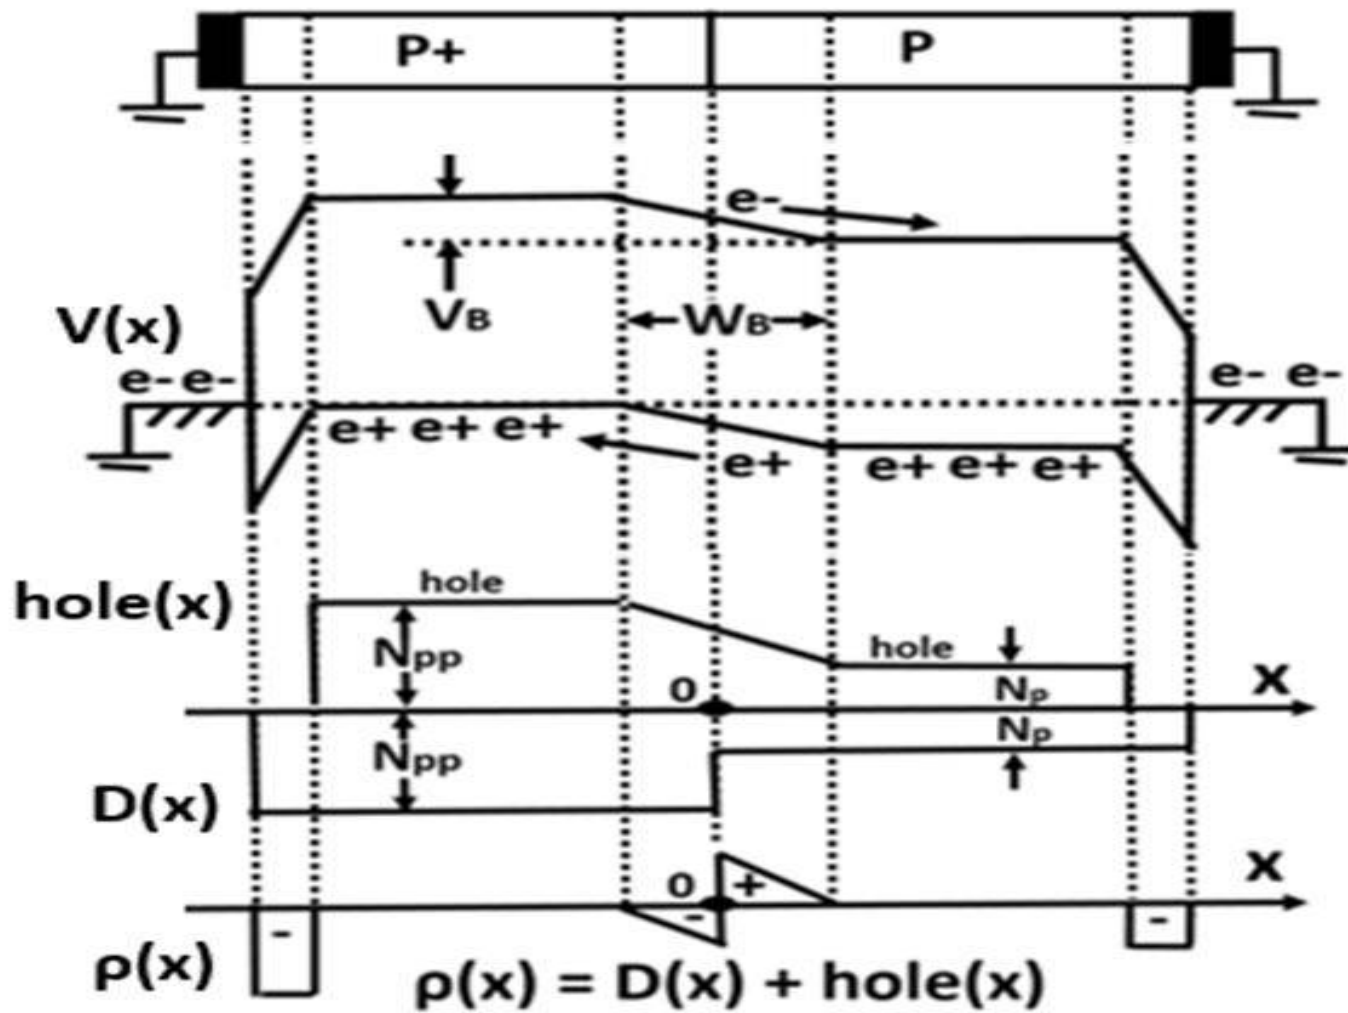 P+ P
e-
V(x)
VB
WB
e- e-
e- e-
e+ e+ e+
e+
e+ e+ e+
hole(x)
hole
hole
Npp
0
Np
X
Npp
Np
D(x)
X
0
+
-
-
-
ρ(x)
ρ(x) = D(x) + hole(x)